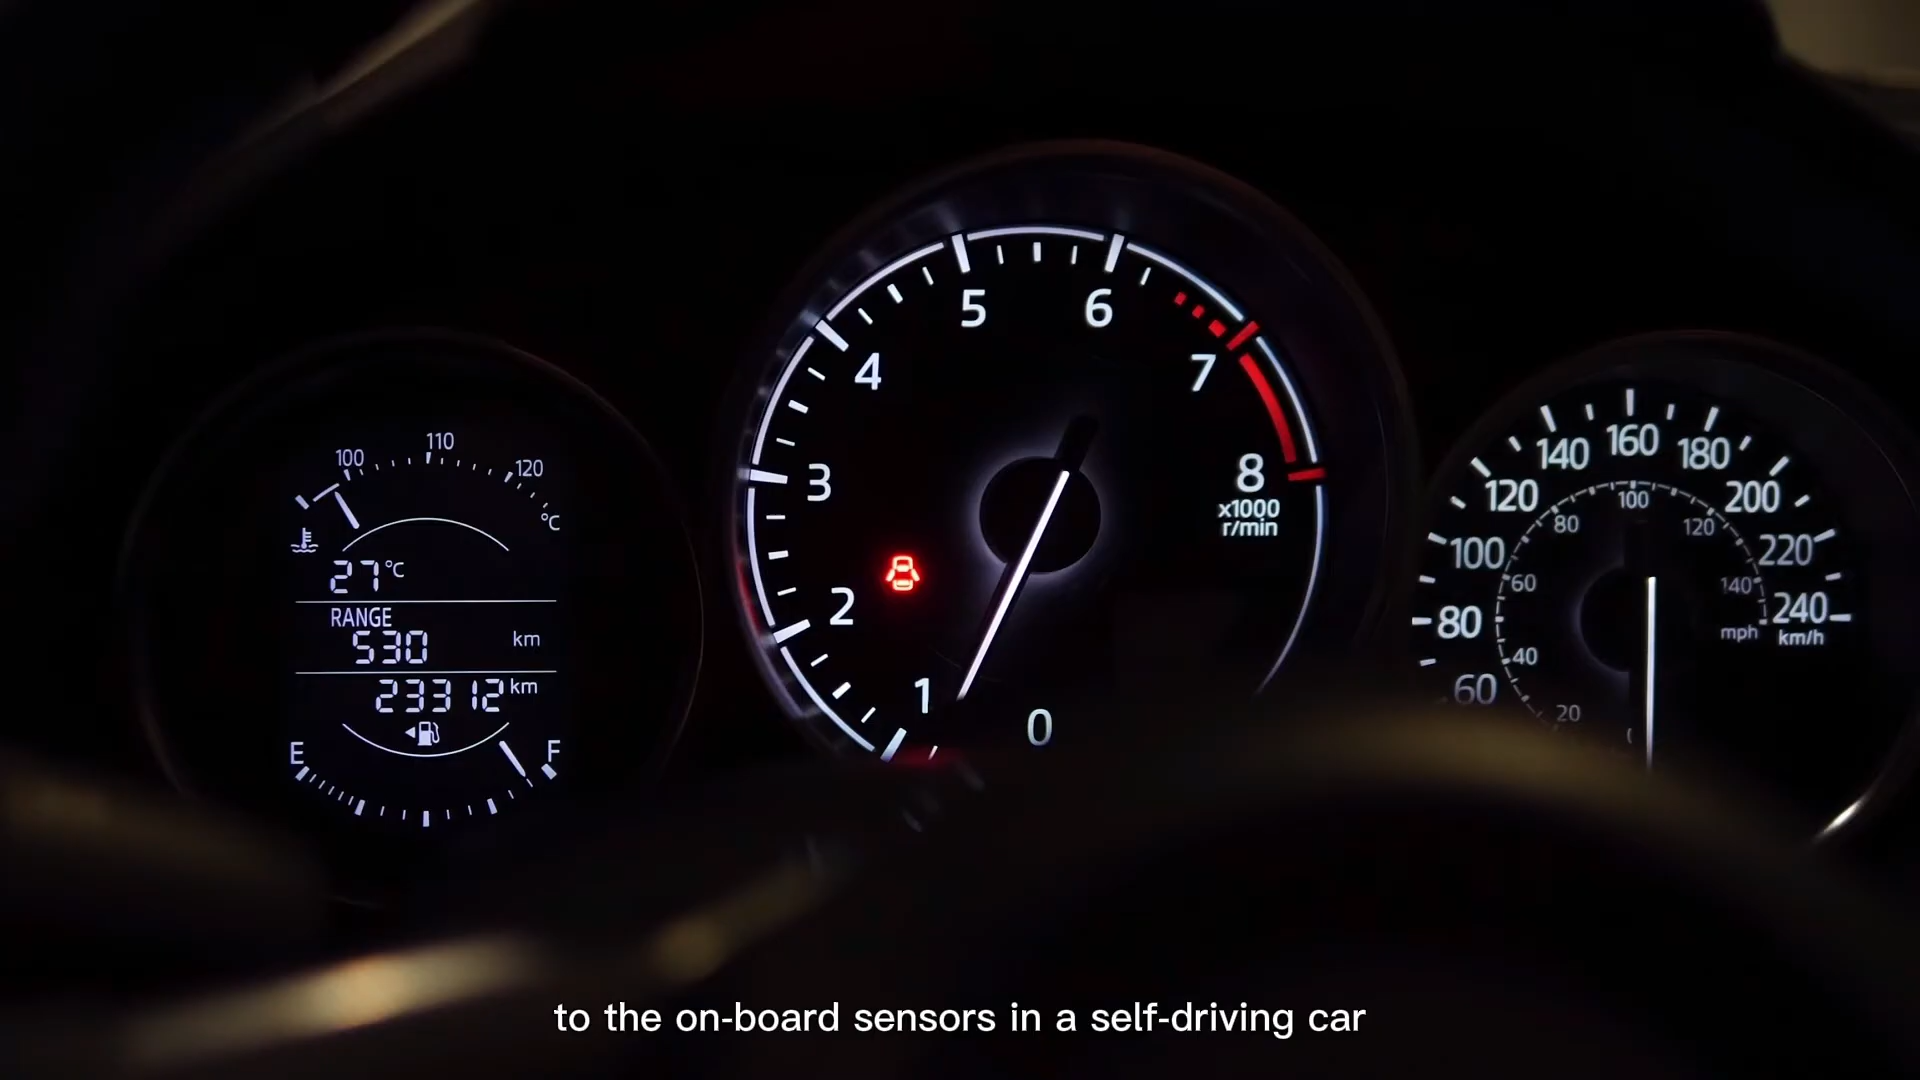 100
110
120
°C
27°C
RANGE
530 km
23312 km
E
F
0
1
2
3
4
5
6
7
8
x1000
r/min
60
80
100
120
140
160
180
200
220
240
km/h
20
40
60
80
100
120
140
mph
to the on-board sensors in a self-driving car